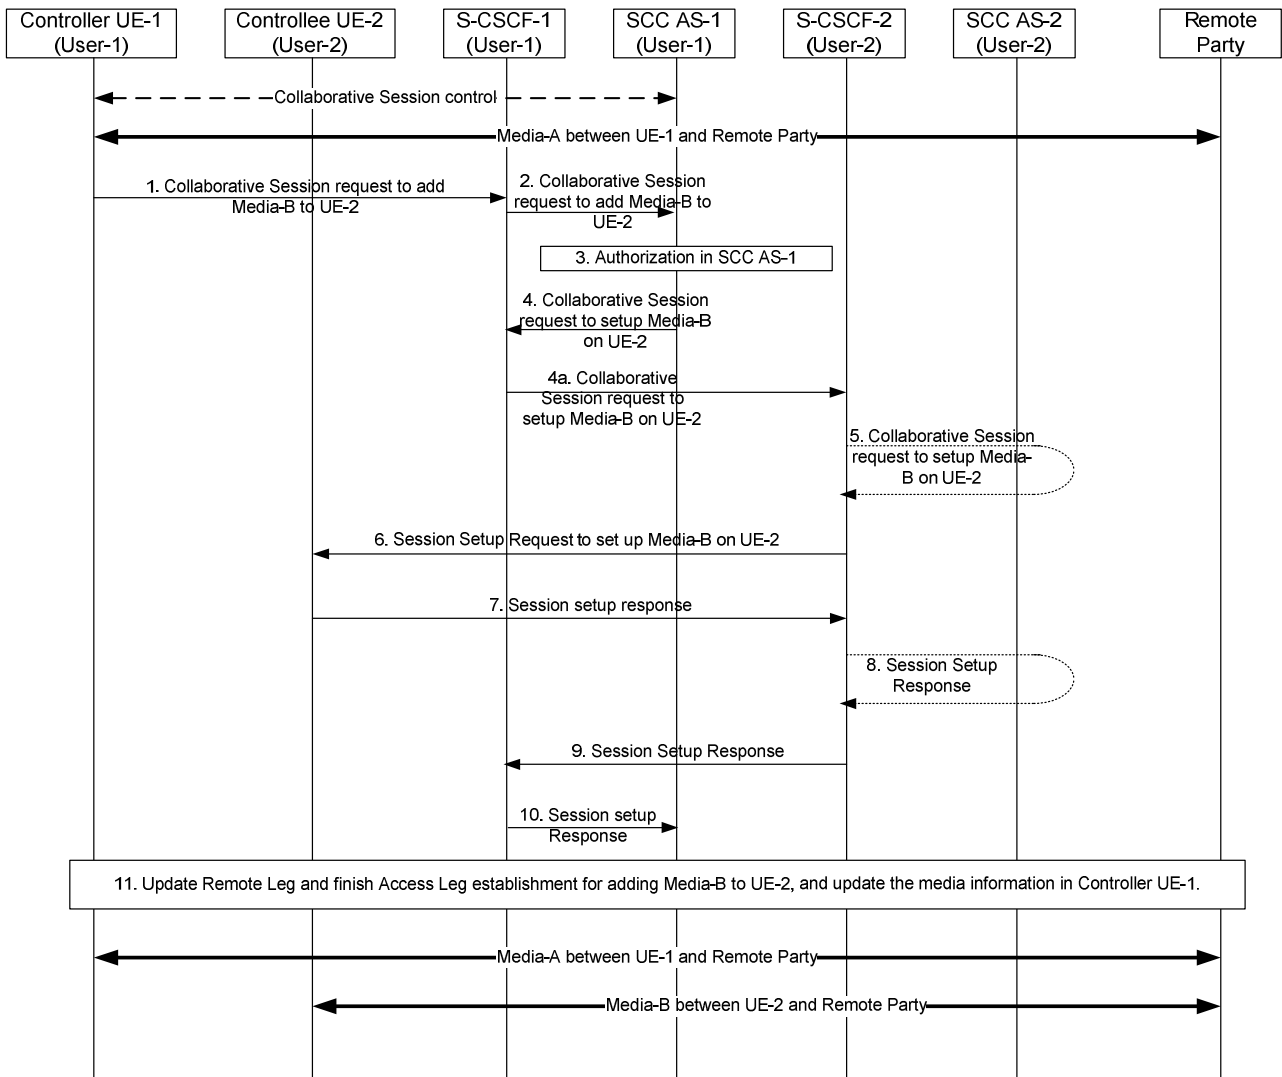 Controller UE-1
(User-1)
Controllee UE-2
(User-2)
S-CSCF-1
(User-1)
SCC AS-1
(User-1)
S-CSCF-2
(User-2)
SCC AS-2
(User-2)
Remote
Party
Collaborative Session control
Media-A between UE-1 and Remote Party
1. Collaborative Session request to add
Media-B to UE-2
2. Collaborative Session
request to add Media-B to
UE-2
3. Authorization in SCC AS-1
4. Collaborative Session
request to setup Media-B
on UE-2
4a. Collaborative
Session request to
setup Media-B on UE-2
5. Collaborative Session
request to setup Media-
B on UE-2
6. Session Setup Request to set up Media-B on UE-2
7. Session setup response
8. Session Setup
Response
9. Session Setup Response
10. Session setup
Response
11. Update Remote Leg and finish Access Leg establishment for adding Media-B to UE-2, and update the media information in Controller UE-1.
Media-A between UE-1 and Remote Party
Media-B between UE-2 and Remote Party